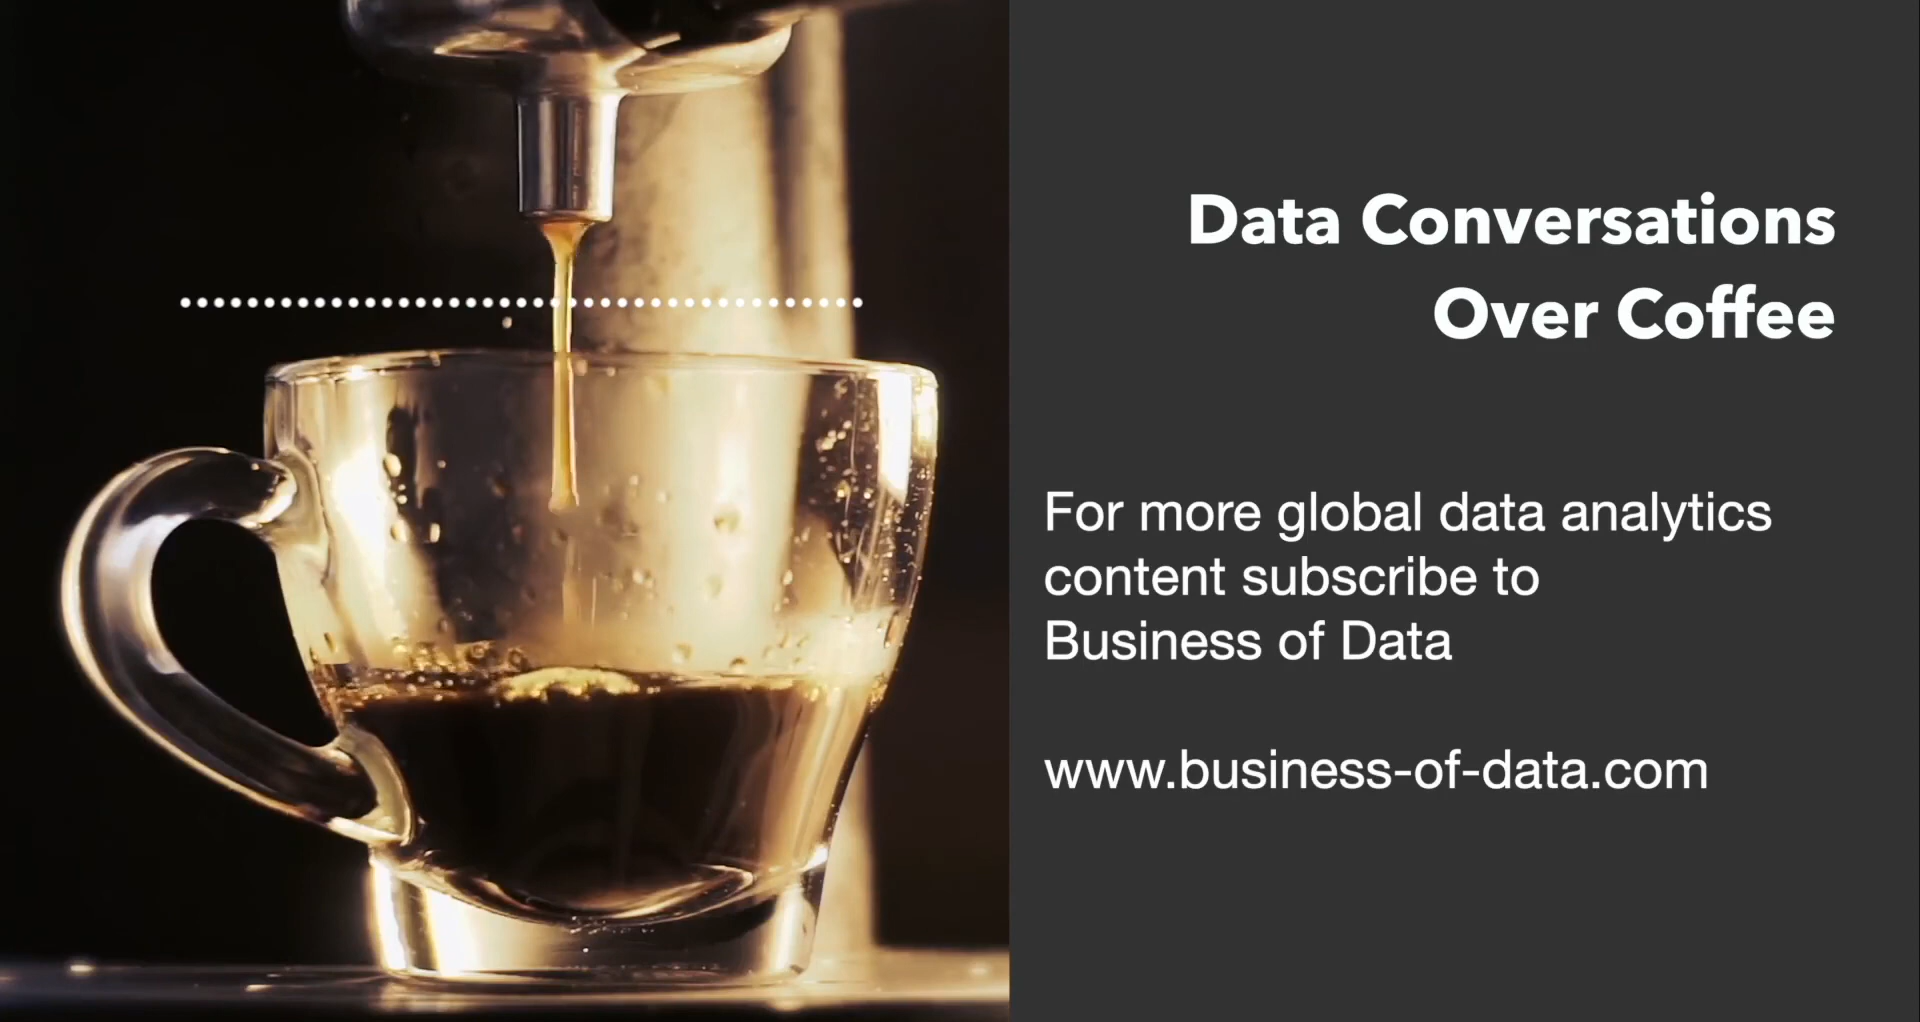 Data Conversations
Over Coffee
For more global data analytics
content subscribe to
Business of Data
www.business-of-data.com